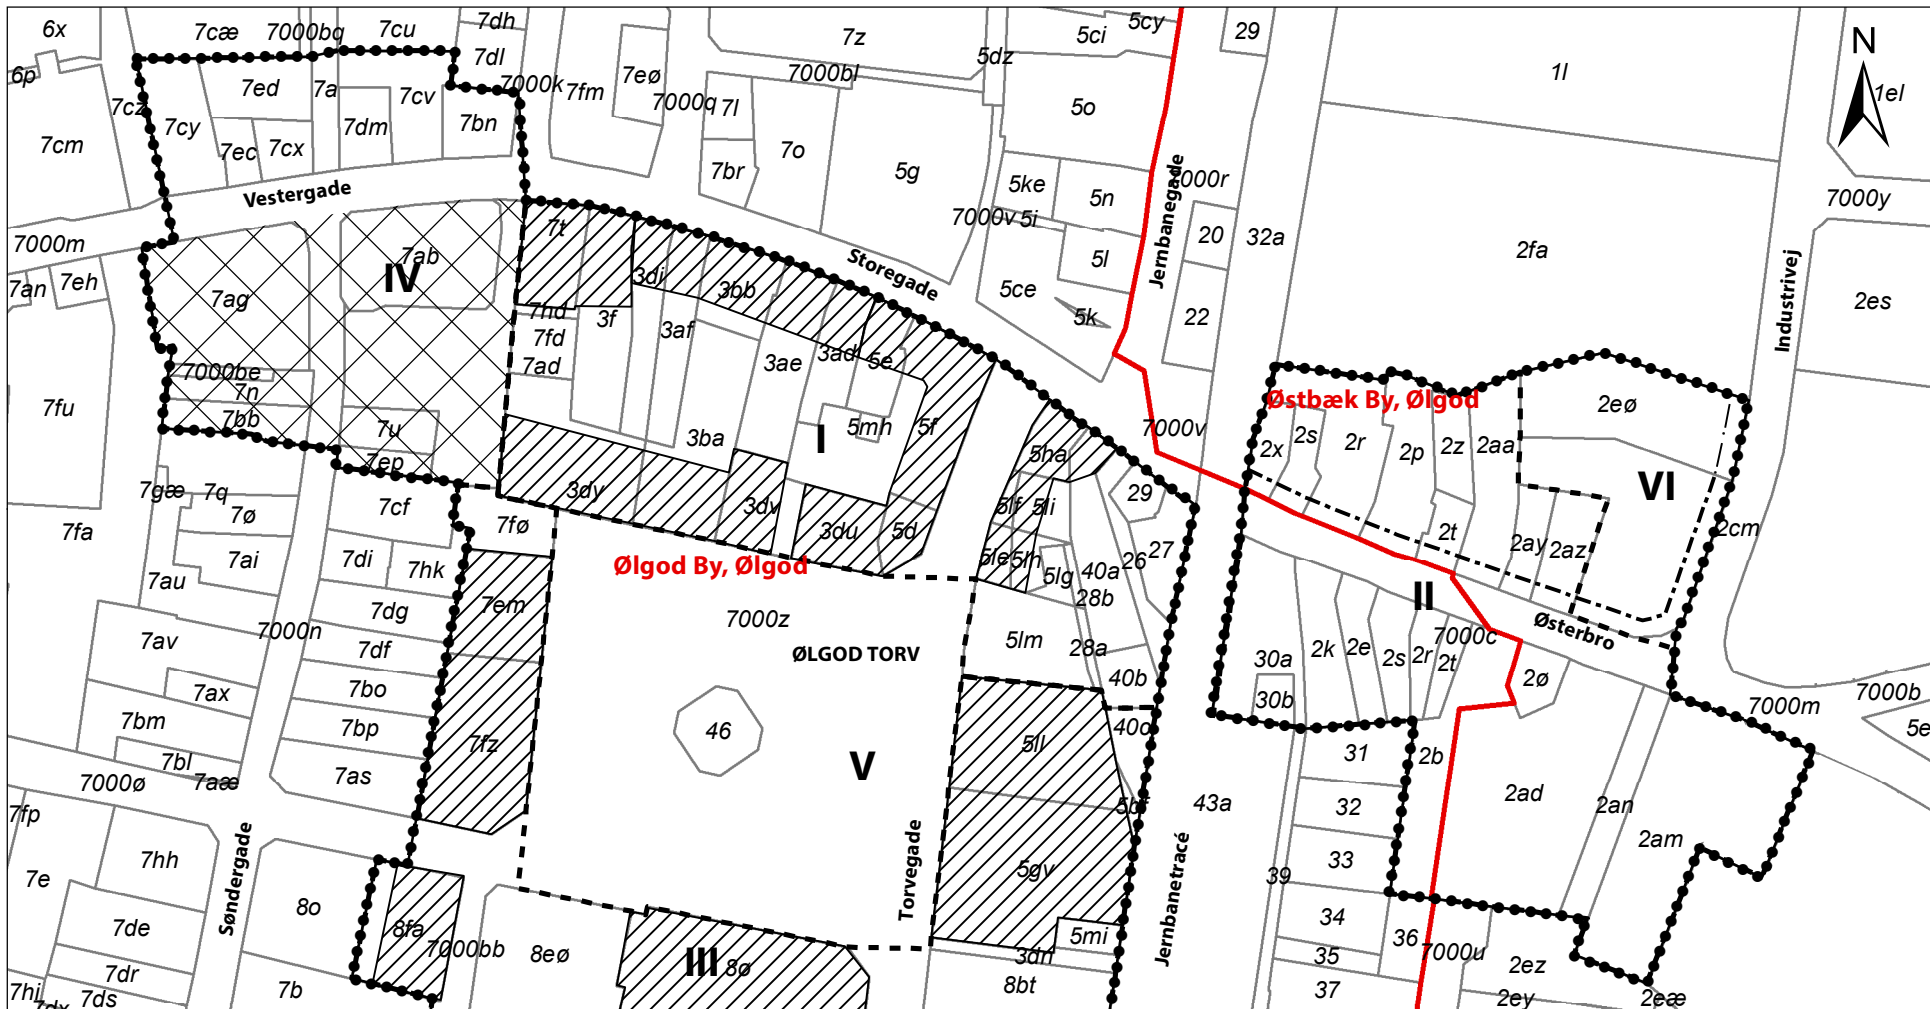 6x
7cæ
7000bq
7cu
7dh
7dl
7z
5dz
5ci
5cy
29
1l
N
1el
6p
7cz
7ed
7a
7cv
7000k
7fm
7eø
7000q
7000bl
7l
5o
7cm
7cy
7ec
7cx
7dm
7bn
7br
7o
5g
5ke
5n
7000v
5i
Jernbanegade
7000r
20
32a
2fa
7000y
Vestergade
7000m
7eh
7an
7ag
7ab
IV
7t
3di
3bb
Storegade
5l
5ce
5k
22
Industrivej
2es
7hd
7fd
7ad
3f
3af
3ae
3ad
5e
7000be
7n
7bb
7fu
7u
7ep
3ba
I
5mh
5f
7000v
Østbæk By, Ølgod
2x
2s
2r
2p
2z
2aa
2eø
VI
5ha
29
7gæ
7q
7ø
7cf
7fø
3dy
3dv
3du
5d
5lf
5li
5le
5ln
5lg
27
26
2t
2ay
2az
2cm
7fa
7ai
7di
7hk
Ølgod By, Ølgod
40a
28b
II
7au
7dg
7em
7000z
5lm
28a
Østerbro
7av
7000n
7df
ØLGOD TORV
40b
30a
30b
2k
2e
2s
2r
2t
7000c
2ø
7ax
7bo
7bm
7bp
7fz
46
V
5ll
40c
31
2b
7000m
7000b
5e
7bl
7aæ
7as
7000ø
5bf
43a
32
2ad
2an
2am
7fp
7hh
7e
Søndergade
8o
8fa
7000bb
8eø
III
8ø
Torvegade
5gv
5mi
3dn
8bt
Jernbanetracé
39
33
34
35
36
37
7000u
2ez
2ey
2eæ
7de
7dr
7ds
7hi
7dx
7b